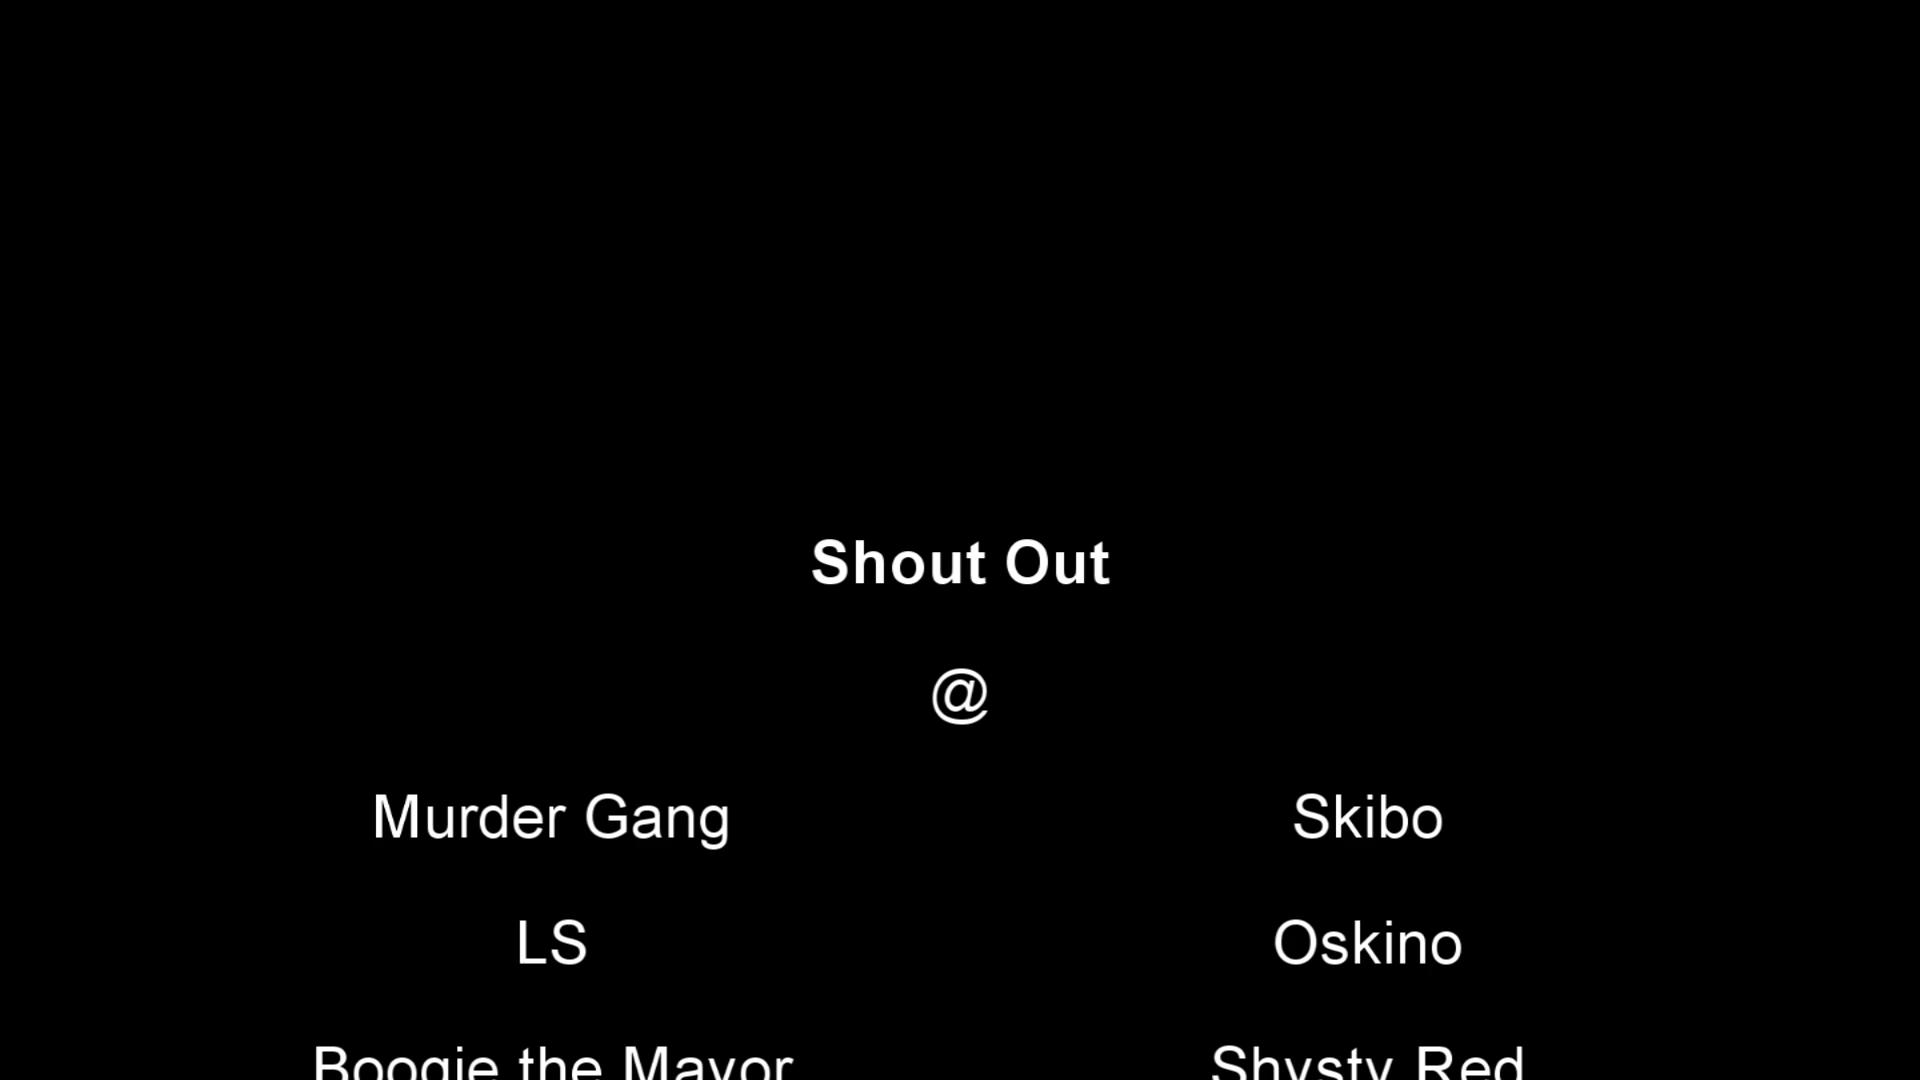 Shout Out
@
Murder Gang Skibo
LS Oskino
Boogie the Mayor Shysty Red